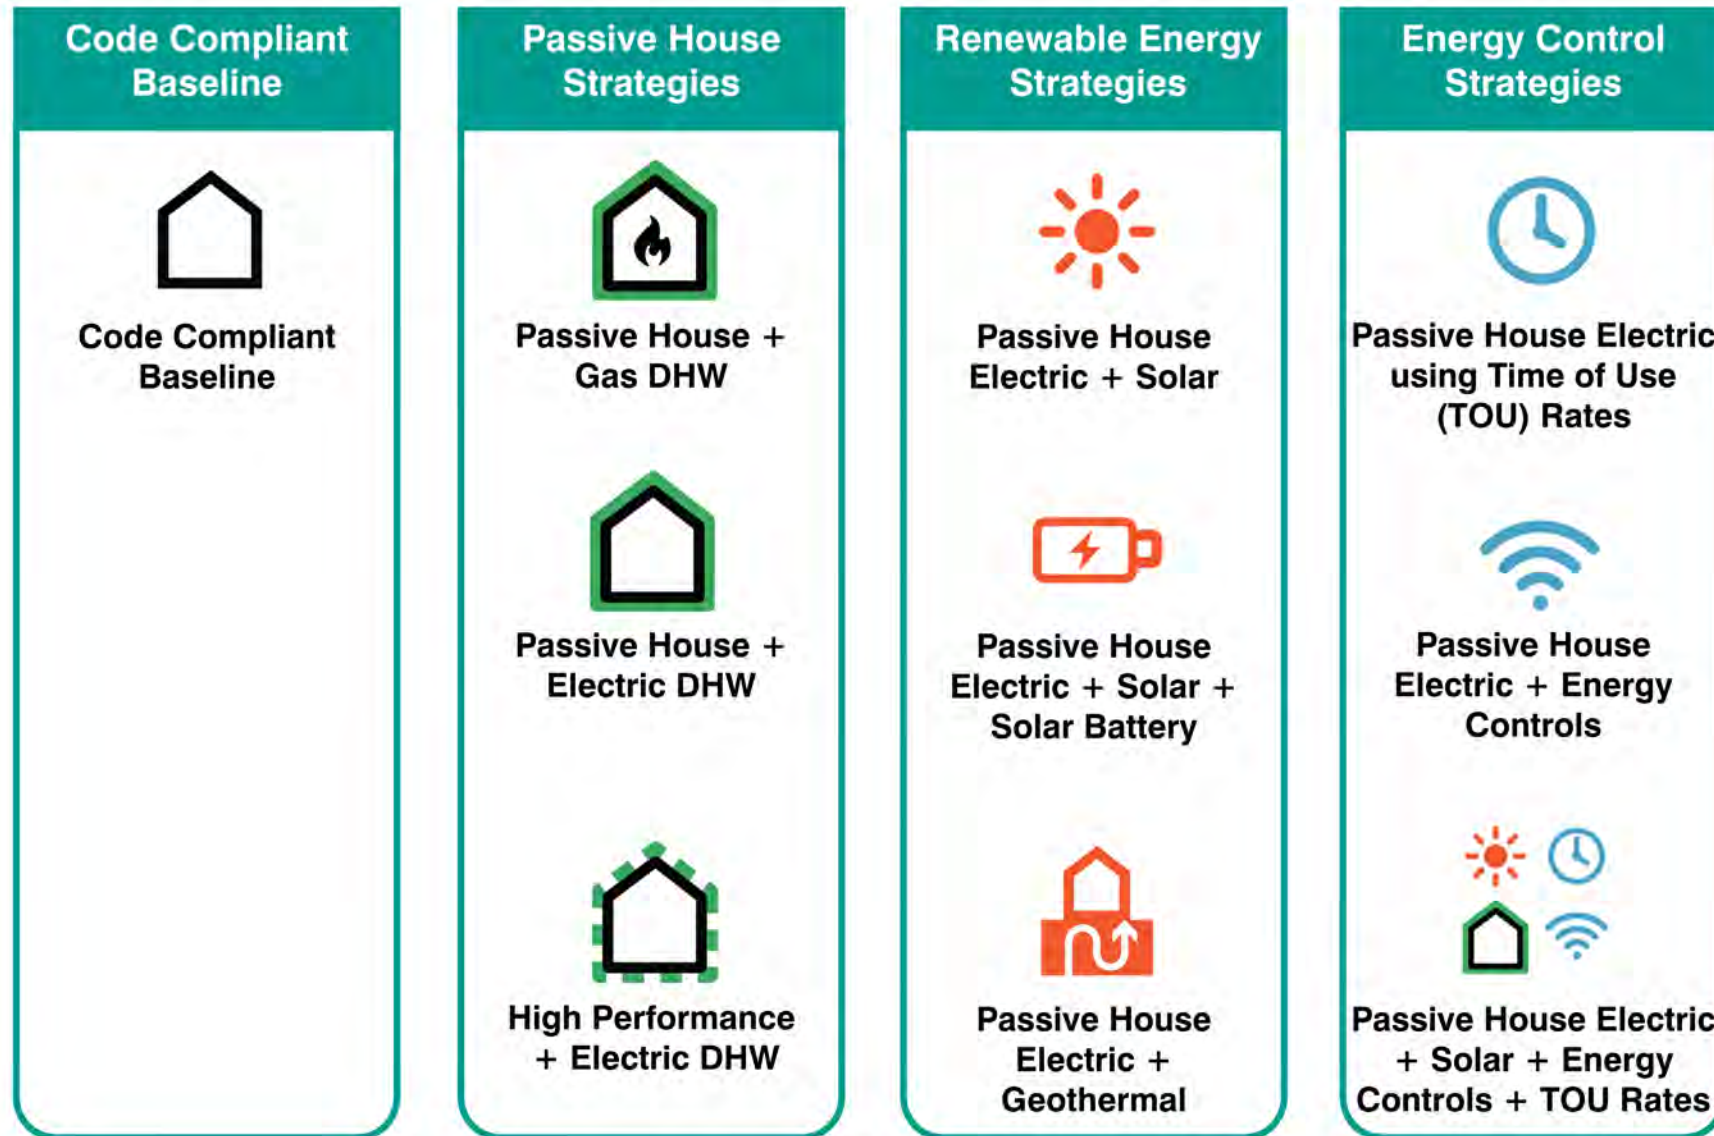 Code Compliant
Baseline
Code Compliant
Baseline
Passive House
Strategies
Passive House +
Gas DHW
Passive House +
Electric DHW
High Performance
+ Electric DHW
Renewable Energy
Strategies
Passive House
Electric + Solar
Passive House
Electric + Solar +
Solar Battery
Passive House
Electric +
Geothermal
Energy Control
Strategies
Passive House Electric
using Time of Use
(TOU) Rates
Passive House
Electric + Energy
Controls
Passive House Electric
+ Solar + Energy
Controls + TOU Rates